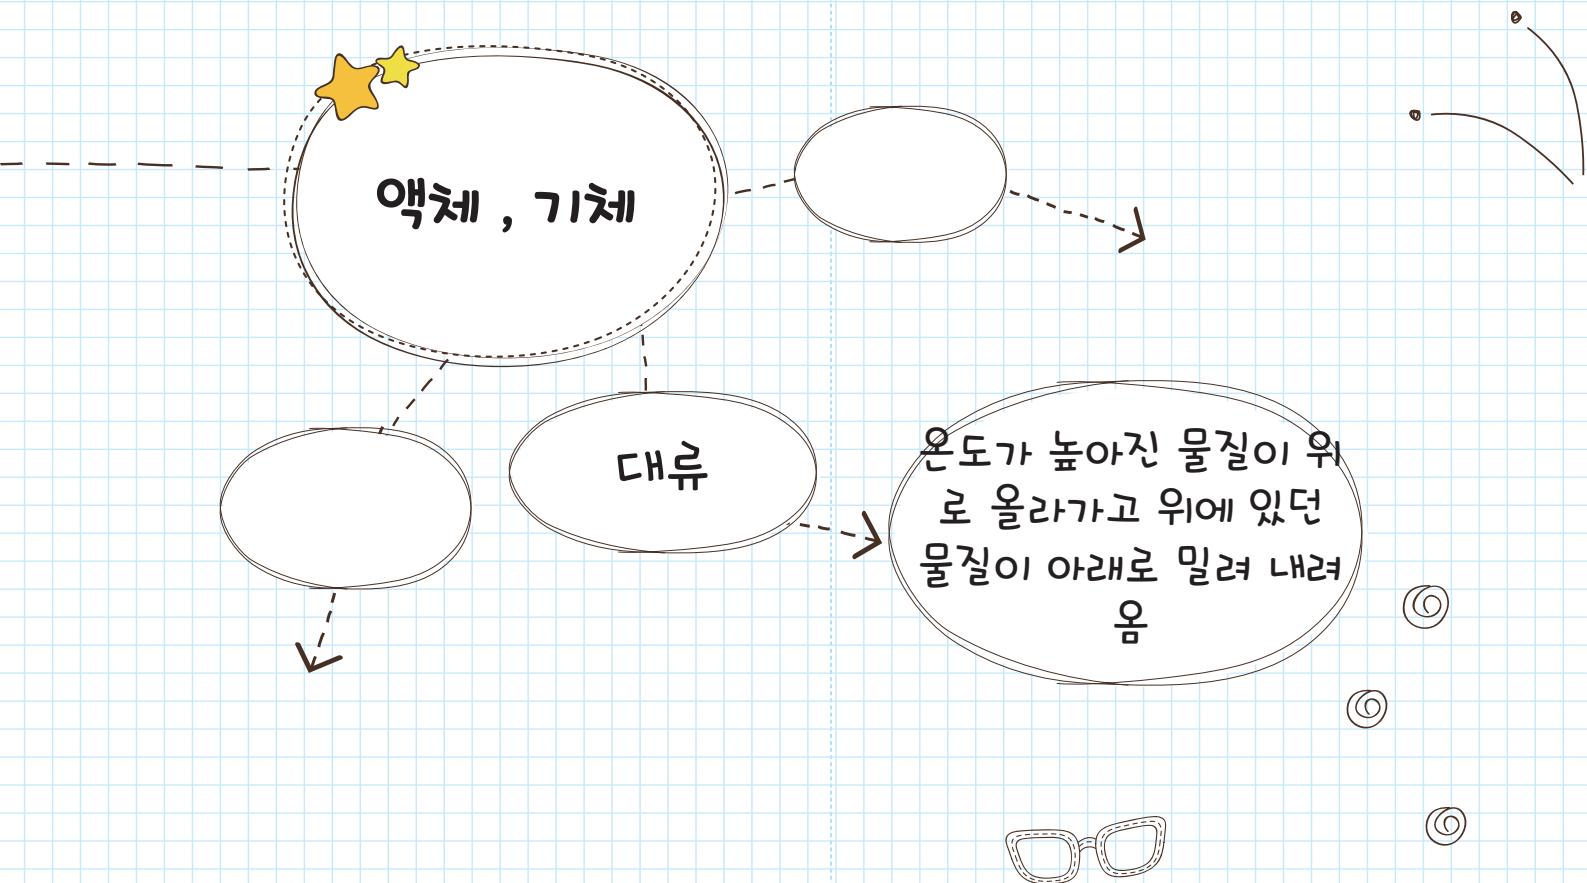 액체 , 기체
대류
온도가 높아진 물질이 위
로 올라가고 위에 있던
물질이 아래로 밀려 내려
옴